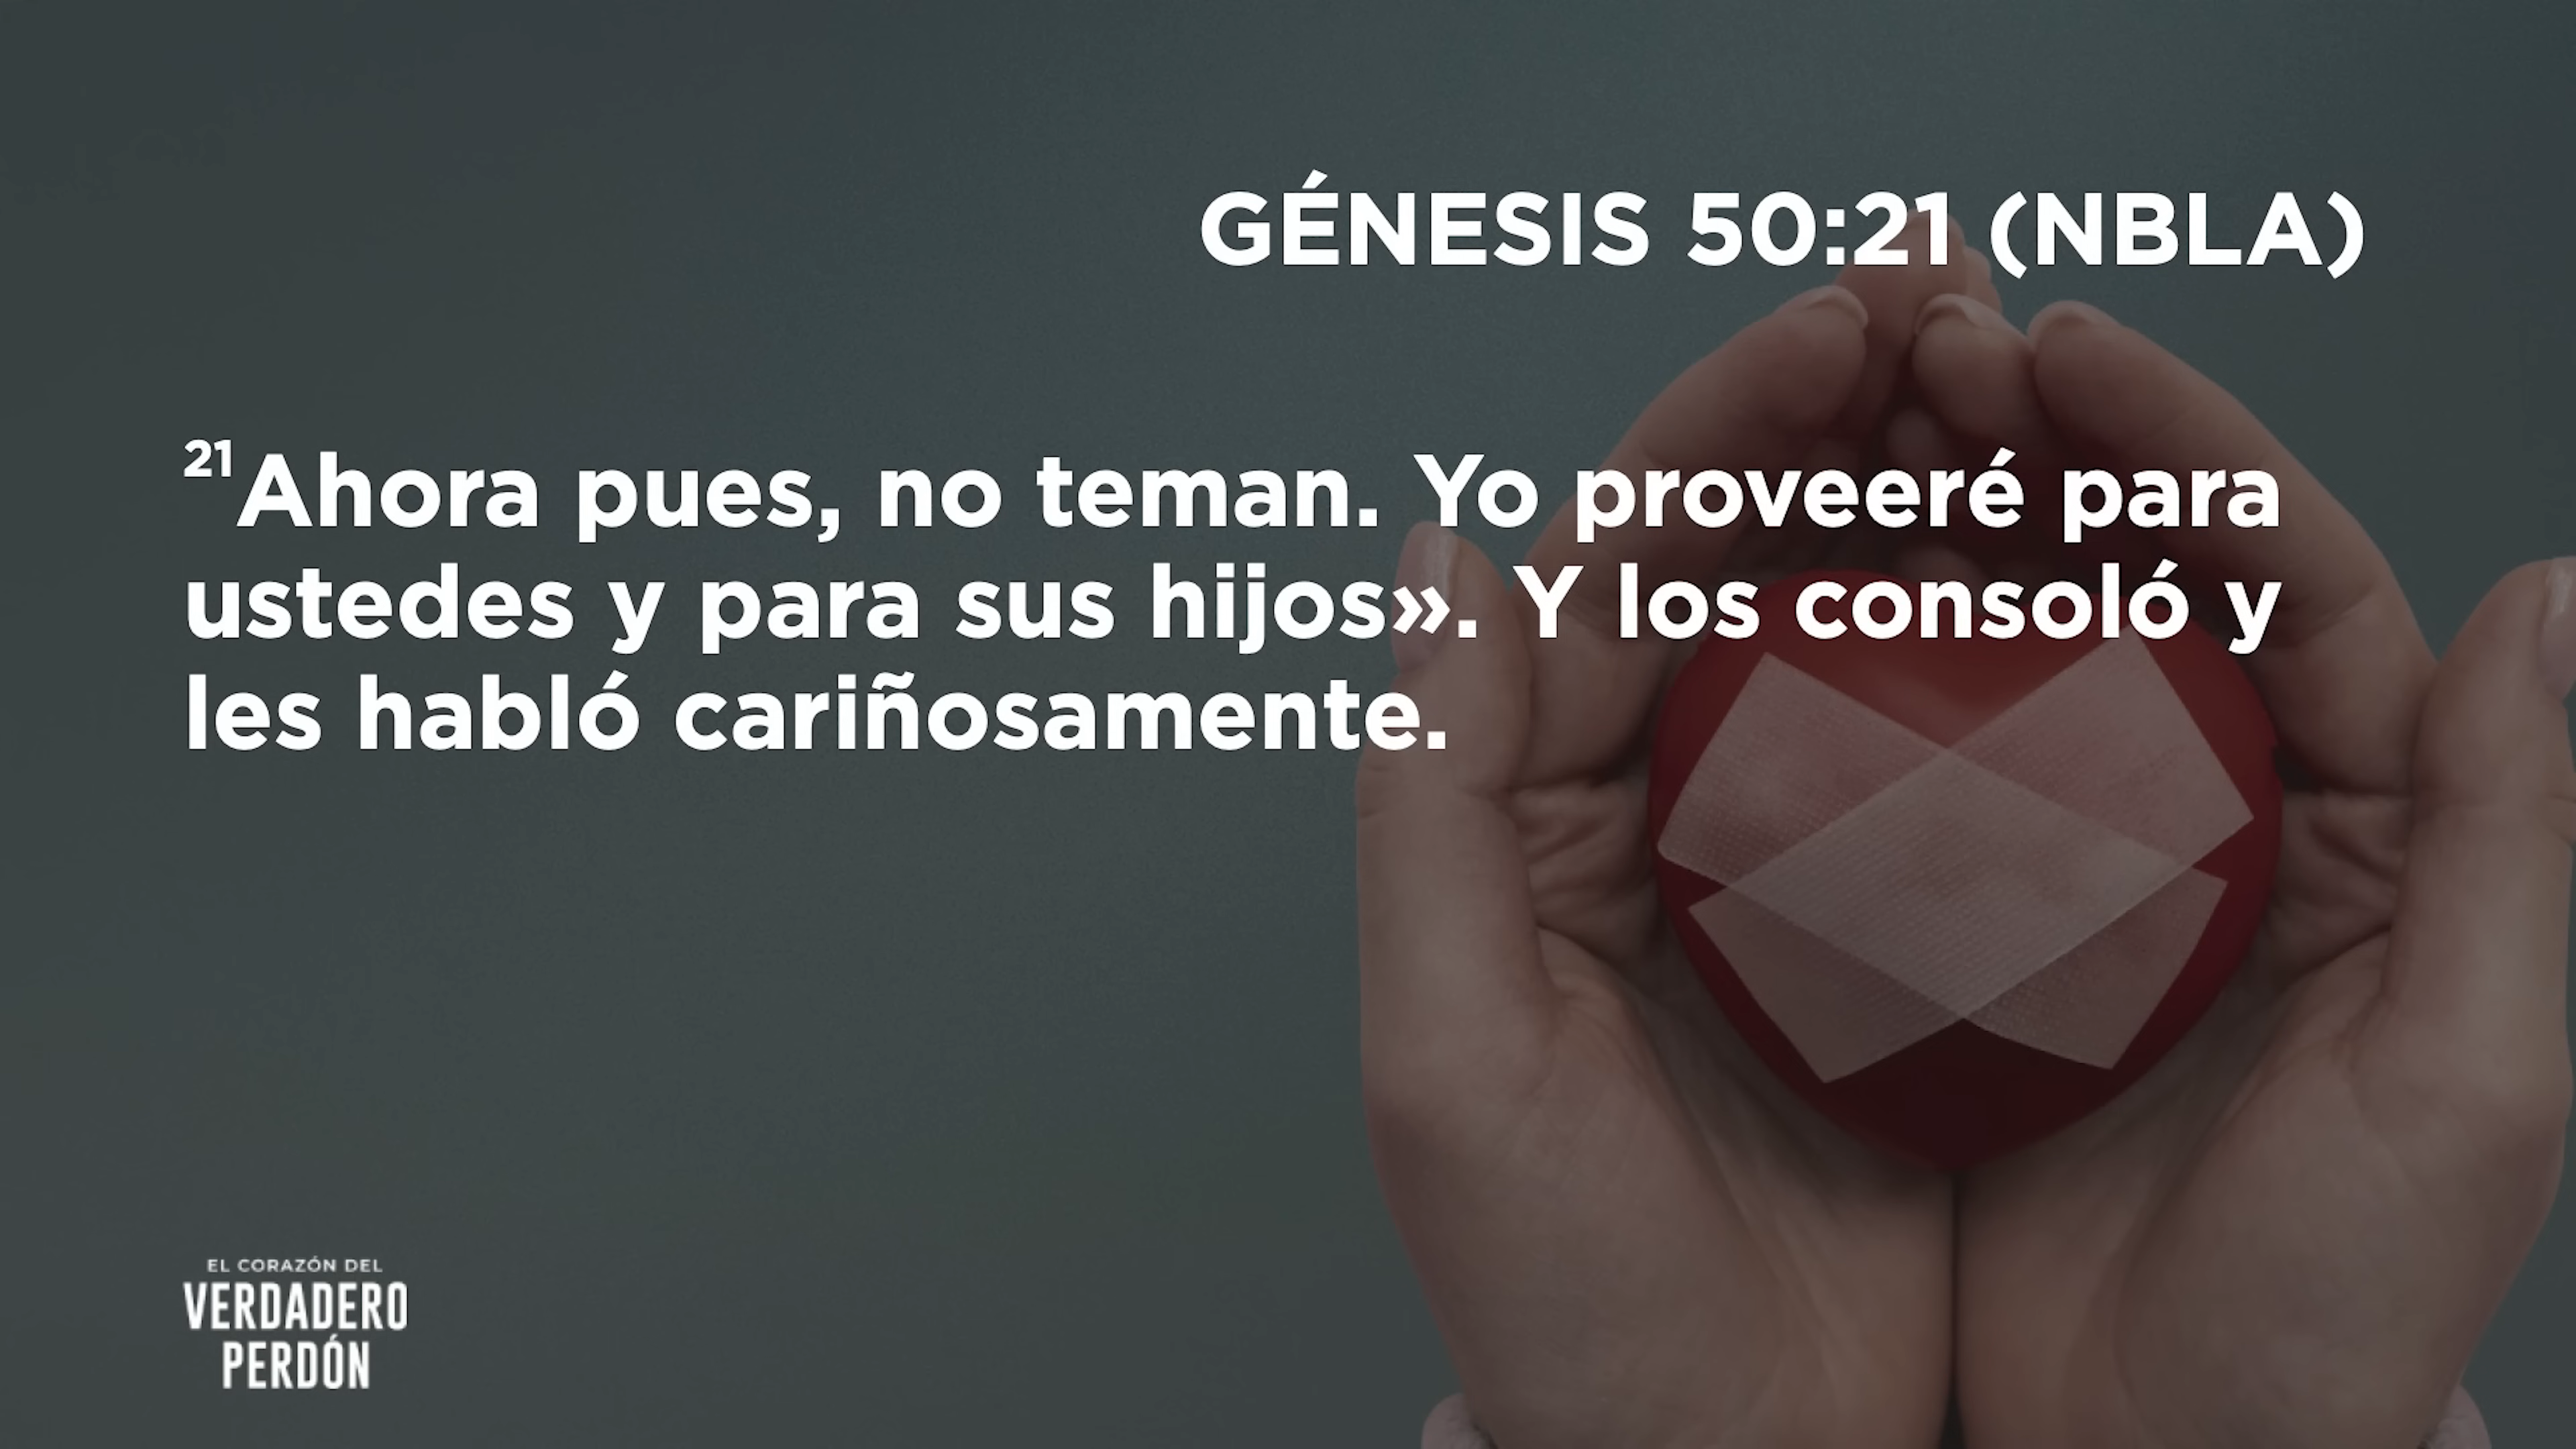 GÉNESIS 50:21 (NBLA)
21Ahora pues, no teman. Yo proveeré para
ustedes y para sus hijos». Y los consoló y
les habló cariñosamente.
EL CORAZÓN DEL
VERDADERO
PERDÓN